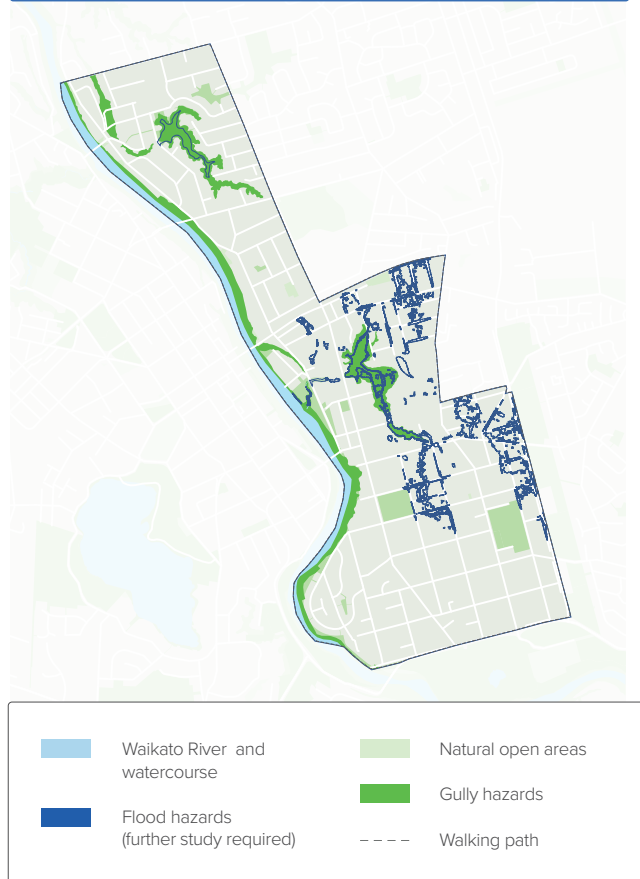 Waikato River and
watercourse
Flood hazards
(further study required)
Natural open areas
Gully hazards
Walking path